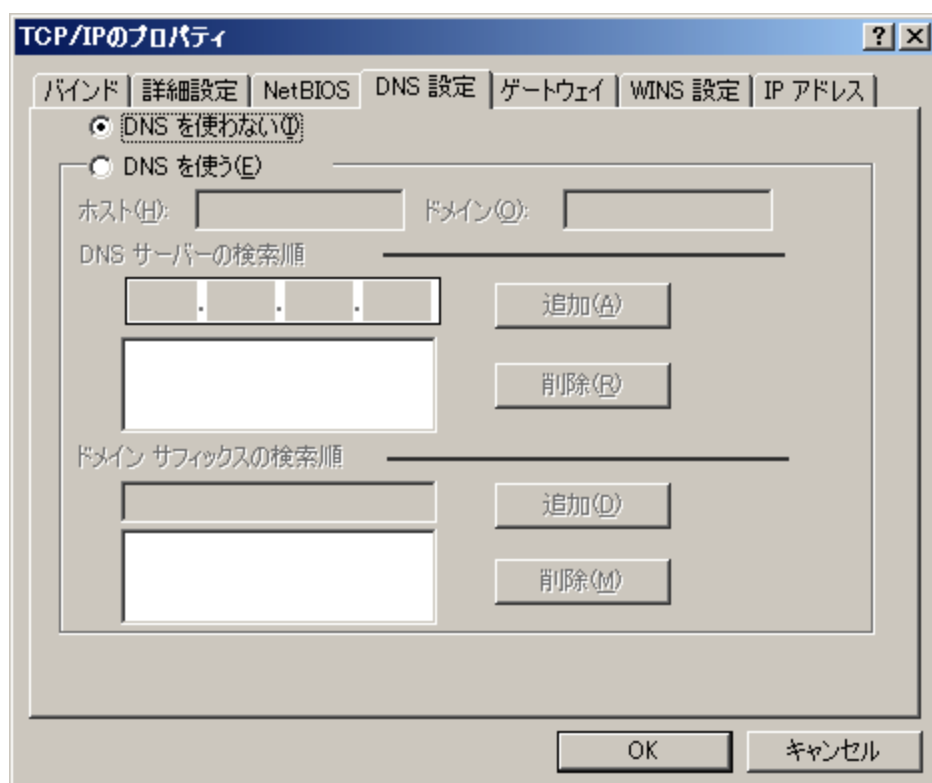 TCP/IPのプロパティ
バインド 詳細設定 NetBIOS DNS 設定 ゲートウェイ WINS 設定 IP アドレス
DNS を使わない(I)
DNS を使う(E)
ホスト(H): ドメイン(O):
DNS サーバーの検索順
. . .
追加(A)
削除(R)
ドメイン サフィックスの検索順
追加(D)
削除(M)
OK キャンセル